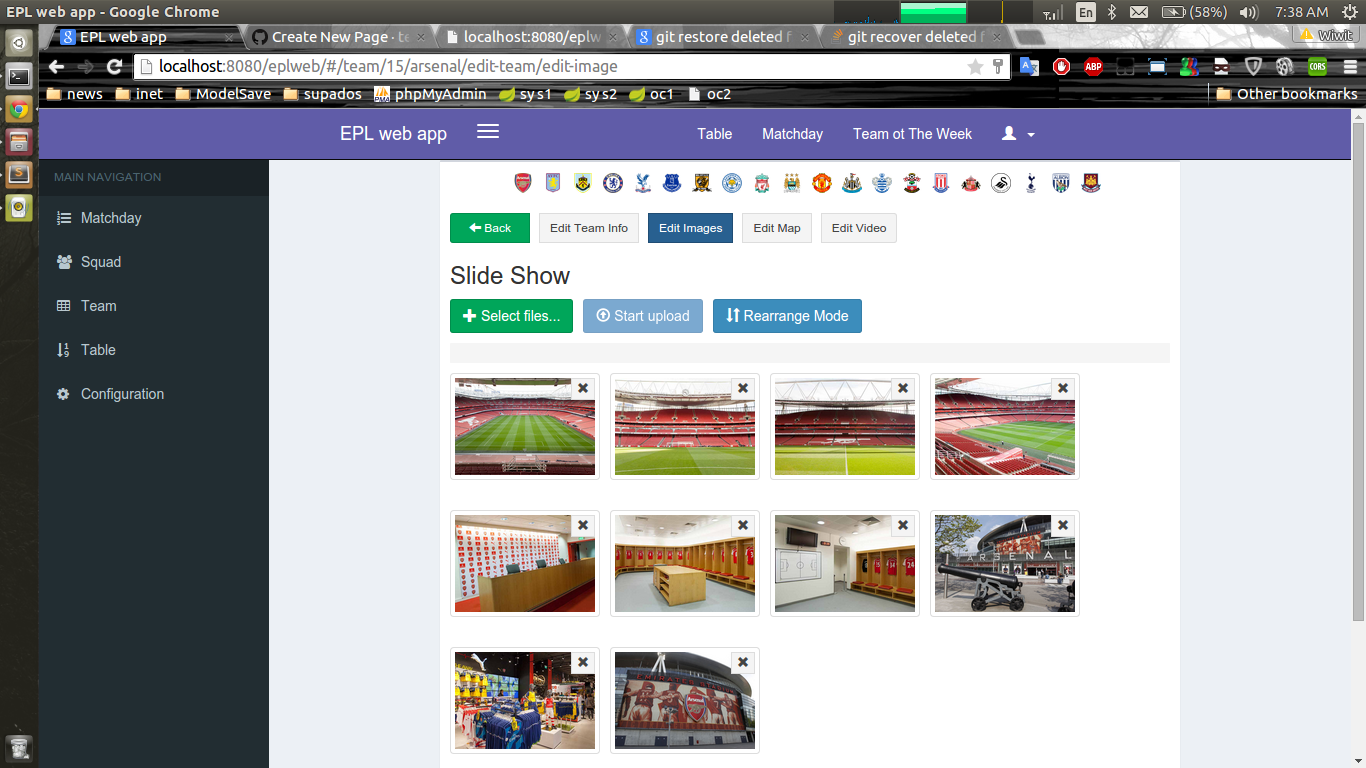 EPL web app - Google Chrome
En
(58%)
7:38 AM
EPL web app
Create New Page · te
localhost:8080/eplw
git restore deleted f
git recover deleted f
Wiwit
localhost:8080/eplweb/#/team/15/arsenal/edit-team/edit-image
ABP
CORS
news
inet
ModelSave
supados
phpMyAdmin
sys1
sys2
oc1
oc2
Other bookmarks
EPL web app
Table
Matchday
Team ot The Week
MAIN NAVIGATION
Matchday
Squad
Team
Table
Configuration
Back
Edit Team Info
Edit Images
Edit Map
Edit Video
Slide Show
Select files...
Start upload
Rearrange Mode
ARSENAL
Arsenal